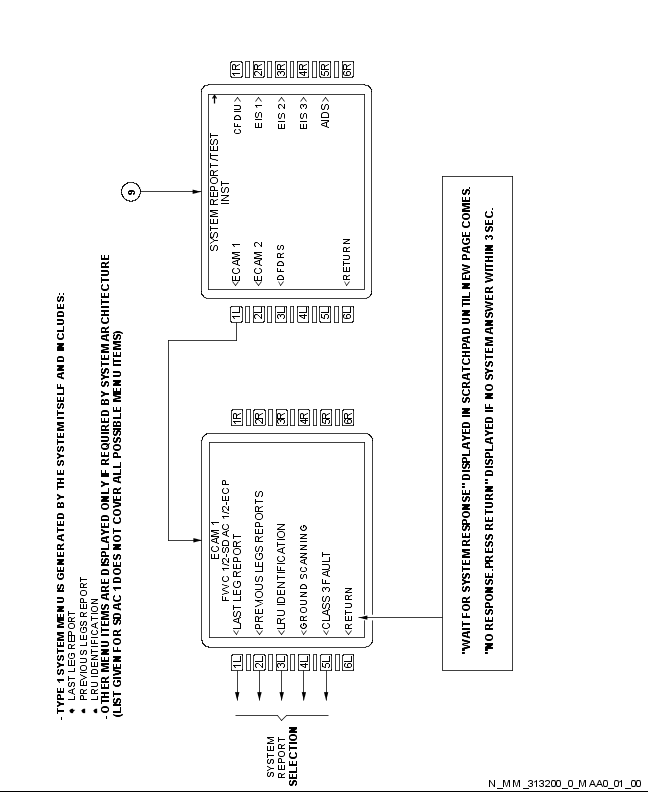 - TYPE 1 SYSTEM MENU IS GENERATED BY THE SYSTEM ITSELF AND INCLUDES:
LAST LEG REPORT
PREVIOUS LEGS REPORT
LRU IDENTIFICATION
- OTHER MENU ITEMS ARE DISPLAYED ONLY IF REQUIRED BY SYSTEM ARCHITECTURE
(LIST GIVEN FOR SDAC 1 DOES NOT COVER ALL POSSIBLE MENU ITEMS)
9
SYSTEM REPORT/TEST
INST
1L <ECAM 1 CFDIU> 1R
2L <ECAM 2 EIS 1> 2R
3L <DFDRS EIS 2> 3R
4L EIS 3> 4R
5L AIDS> 5R
6L <RETURN 6R
ECAM 1
FWC 1/2-SDAC 1/2-ECP
1L <LAST LEG REPORT 1R
2L <PREVIOUS LEGS REPORTS 2R
3L <LRU IDENTIFICATION 3R
4L <GROUND SCANNING 4R
5L <CLASS 3 FAULT 5R
6L <RETURN 6R
SYSTEM
REPORT
SELECTION
"WAIT FOR SYSTEM RESPONSE" DISPLAYED IN SCRATCHPAD UNTIL NEW PAGE COMES.
"NO RESPONSE.PRESS RETURN" DISPLAYED IF NO SYSTEM ANSWER WITHIN 3 SEC.
N_MM_313200_0_MAA0_01_00